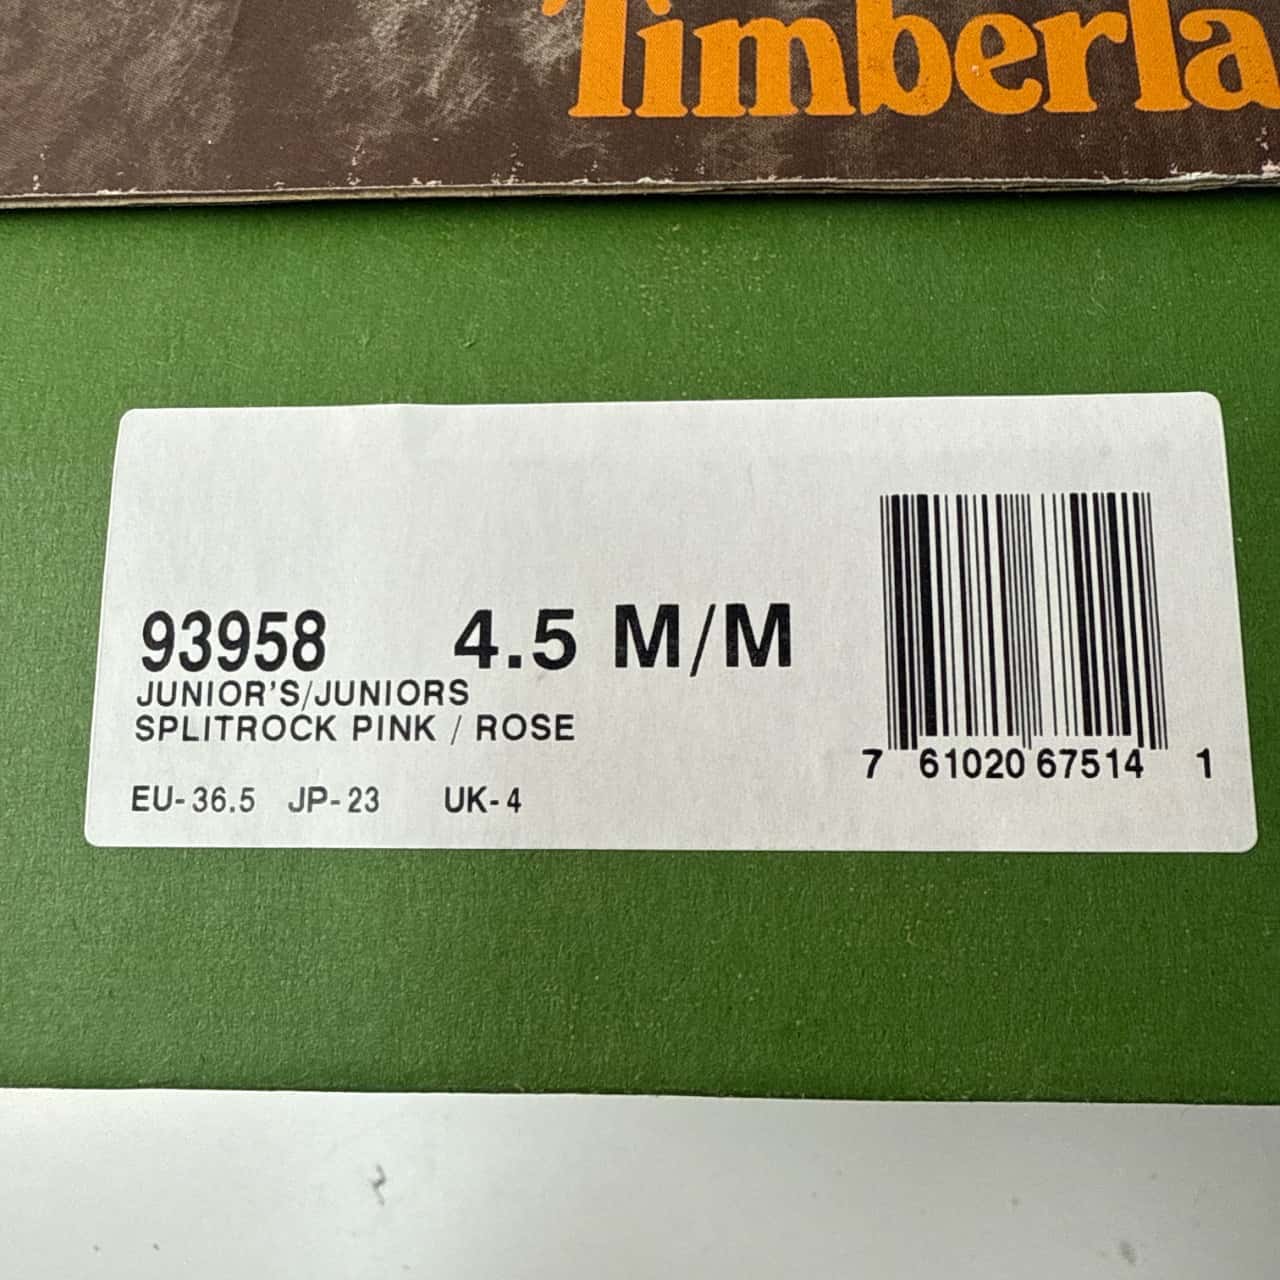 Timberla
93958 4.5 M/M
JUNIOR'S/JUNIORS
SPLITROCK PINK / ROSE
EU-36.5 JP-23 UK-4
7 61020 67514 1